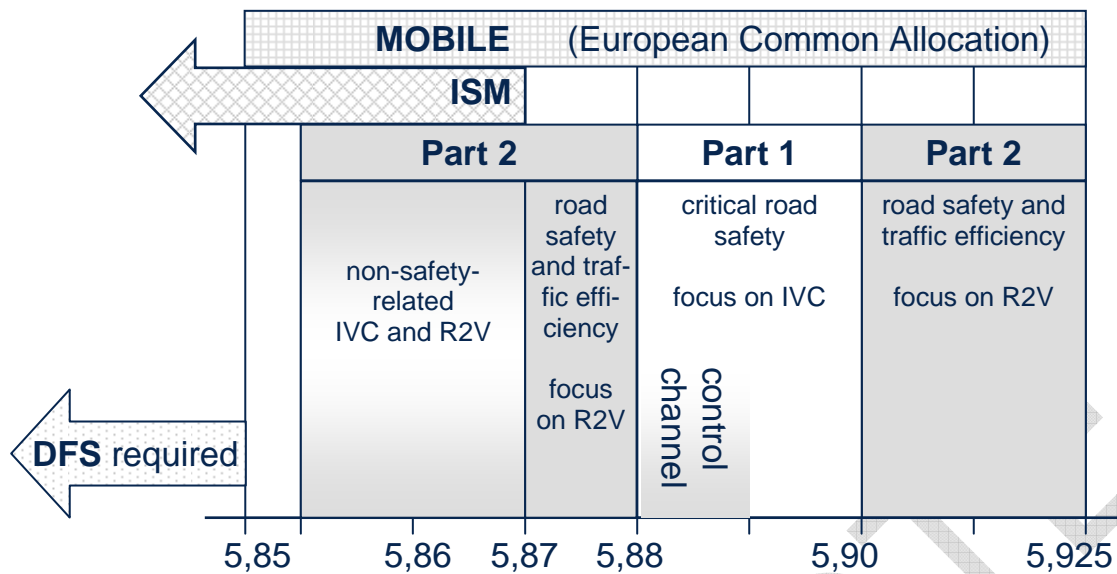 MOBILE (European Common Allocation)
ISM
Part 2
Part 1
Part 2
non-safety-
related
IVC and R2V
road
safety
and traf-
fic effi-
ciency
focus
on R2V
critical road
safety
focus on IVC
control
channel
road safety and
traffic efficiency
focus on R2V
DFS required
5,85 5,86 5,87 5,88 5,90 5,925